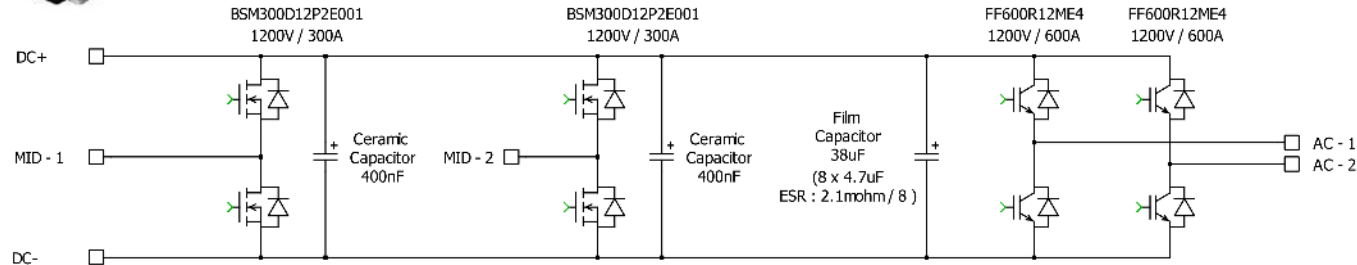 BSM300D12P2E001
1200V / 300A
BSM300D12P2E001
1200V / 300A
FF600R12ME4
1200V / 600A
FF600R12ME4
1200V / 600A
DC+
MID - 1
DC-
+
Ceramic
Capacitor
400nF
MID - 2
+
Ceramic
Capacitor
400nF
Film
Capacitor
38uF
(8 x 4.7uF
ESR : 2.1mohm / 8 )
+
AC - 1
AC - 2